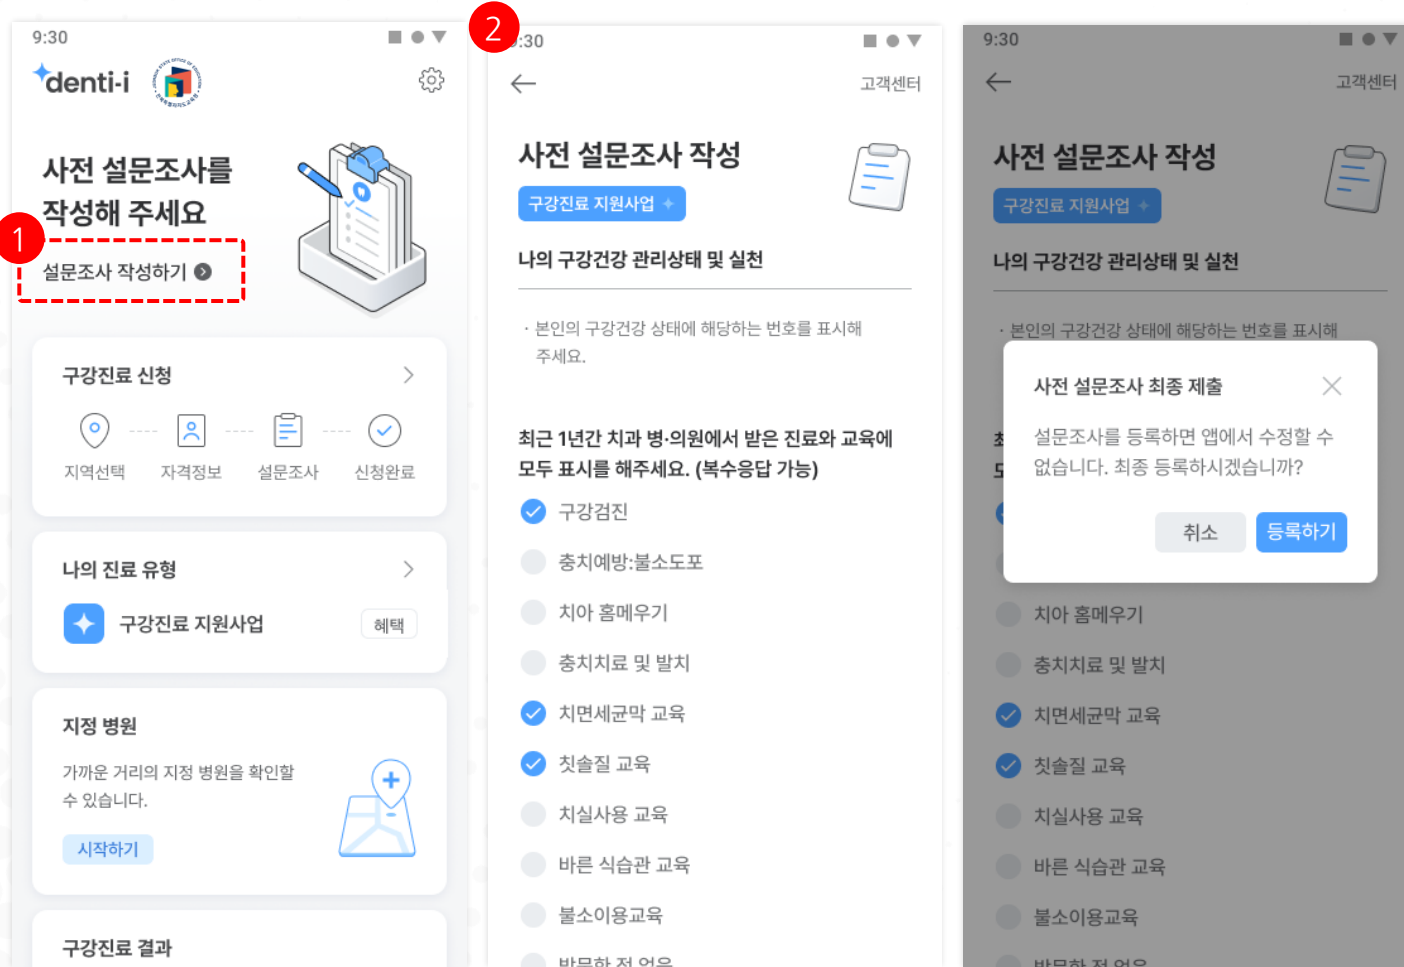 9:30
denti-i
사전 설문조사를
작성해 주세요
1
설문조사 작성하기
구강진료 신청
지역선택
자격정보
설문조사
신청완료
나의 진료 유형
구강진료 지원사업
혜택
지정 병원
가까운 거리의 지정 병원을 확인할
수 있습니다.
시작하기
구강진료 결과
2
:30
고객센터
사전 설문조사 작성
구강진료 지원사업
나의 구강건강 관리상태 및 실천
· 본인의 구강건강 상태에 해당하는 번호를 표시해
주세요.
최근 1년간 치과 병·의원에서 받은 진료와 교육에
모두 표시를 해주세요. (복수응답 가능)
구강검진
충치예방:불소도포
치아 홈메우기
충치치료 및 발치
치면세균막 교육
칫솔질 교육
치실사용 교육
바른 식습관 교육
불소이용교육
방문한 적 없음
9:30
고객센터
사전 설문조사 작성
구강진료 지원사업
나의 구강건강 관리상태 및 실천
· 본인의 구강건강 상태에 해당하는 번호를 표시해
사전 설문조사 최종 제출
설문조사를 등록하면 앱에서 수정할 수
없습니다. 최종 등록하시겠습니까?
취소
등록하기
치아 홈메우기
충치치료 및 발치
치면세균막 교육
칫솔질 교육
치실사용 교육
바른 식습관 교육
불소이용교육
방문한 적 없음